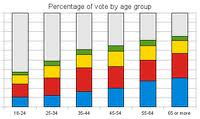 Percentage of vote by age group
18-24 25-34 35-44 45-54 55-64 65 or more